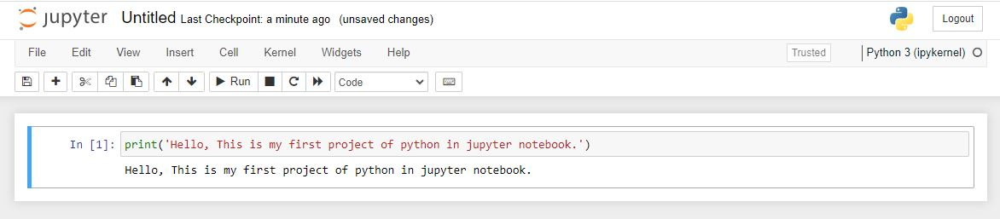 jupyter Untitled Last Checkpoint: a minute ago (unsaved changes) Logout
File Edit View Insert Cell Kernel Widgets Help Trusted Python 3 (ipykernel)
Run Code
In [1]: print('Hello, This is my first project of python in jupyter notebook.')
Hello, This is my first project of python in jupyter notebook.